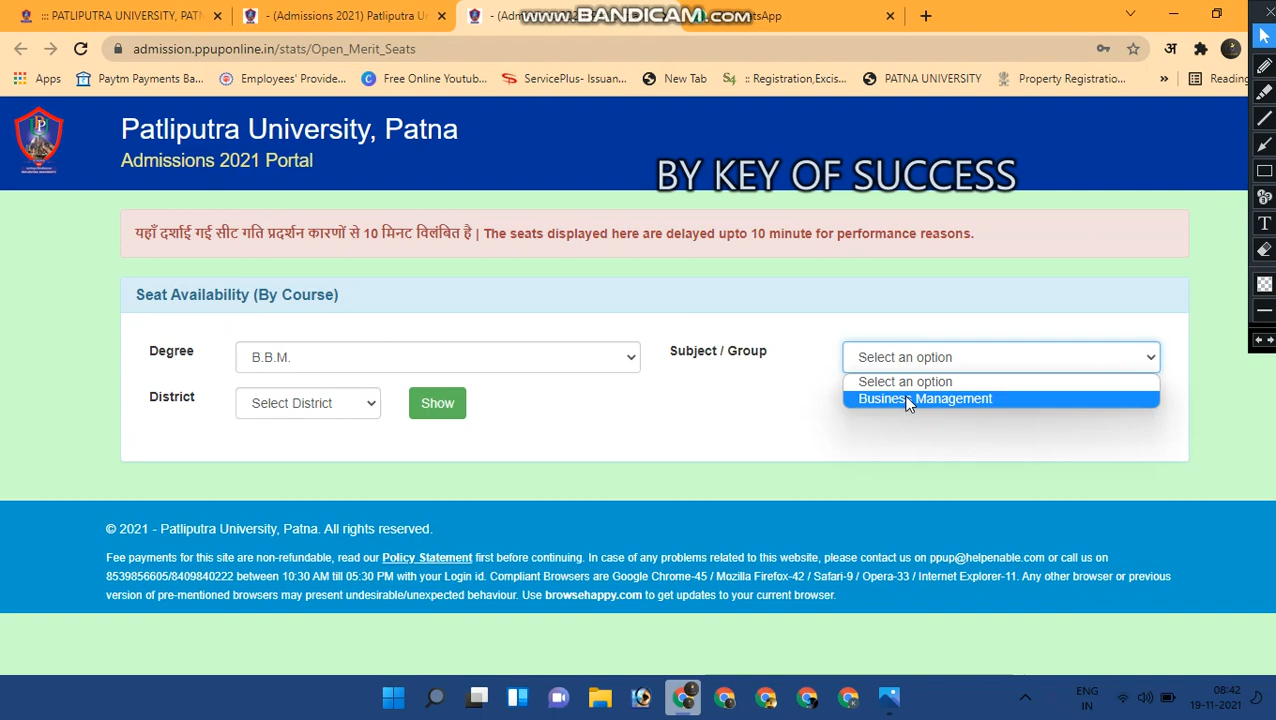 ::: PATLIPUTRA UNIVERSITY, PATN
- (Admissions 2021) Patliputra Un
- (Ad
www.BANDICAM.com
sApp
admission.ppuponline.in/stats/Open_Merit_Seats
अ
Apps
Paytm Payments Ba...
Employees' Provide...
Free Online Youtub...
ServicePlus- Issuan...
New Tab
:: Registration,Excis...
PATNA UNIVERSITY
Property Registratio...
»
Reading
Patliputra University, Patna
Admissions 2021 Portal
BY KEY OF SUCCESS
यहाँ दर्शाई गई सीट गति प्रदर्शन कारणों से 10 मिनट विलंबित है | The seats displayed here are delayed upto 10 minute for performance reasons.
Seat Availability (By Course)
Degree
B.B.M.
Subject / Group
Select an option
Select an option
Business Management
District
Select District
Show
© 2021 - Patliputra University, Patna. All rights reserved.
Fee payments for this site are non-refundable, read our Policy Statement first before continuing. In case of any problems related to this website, please contact us on ppup@helpenable.com or call us on
8539856605/8409840222 between 10:30 AM till 05:30 PM with your Login id. Compliant Browsers are Google Chrome-45 / Mozilla Firefox-42 / Safari-9 / Opera-33 / Internet Explorer-11. Any other browser or previous
version of pre-mentioned browsers may present undesirable/unexpected behaviour. Use browsehappy.com to get updates to your current browser.
ENG
IN
08:42
19-11-2021